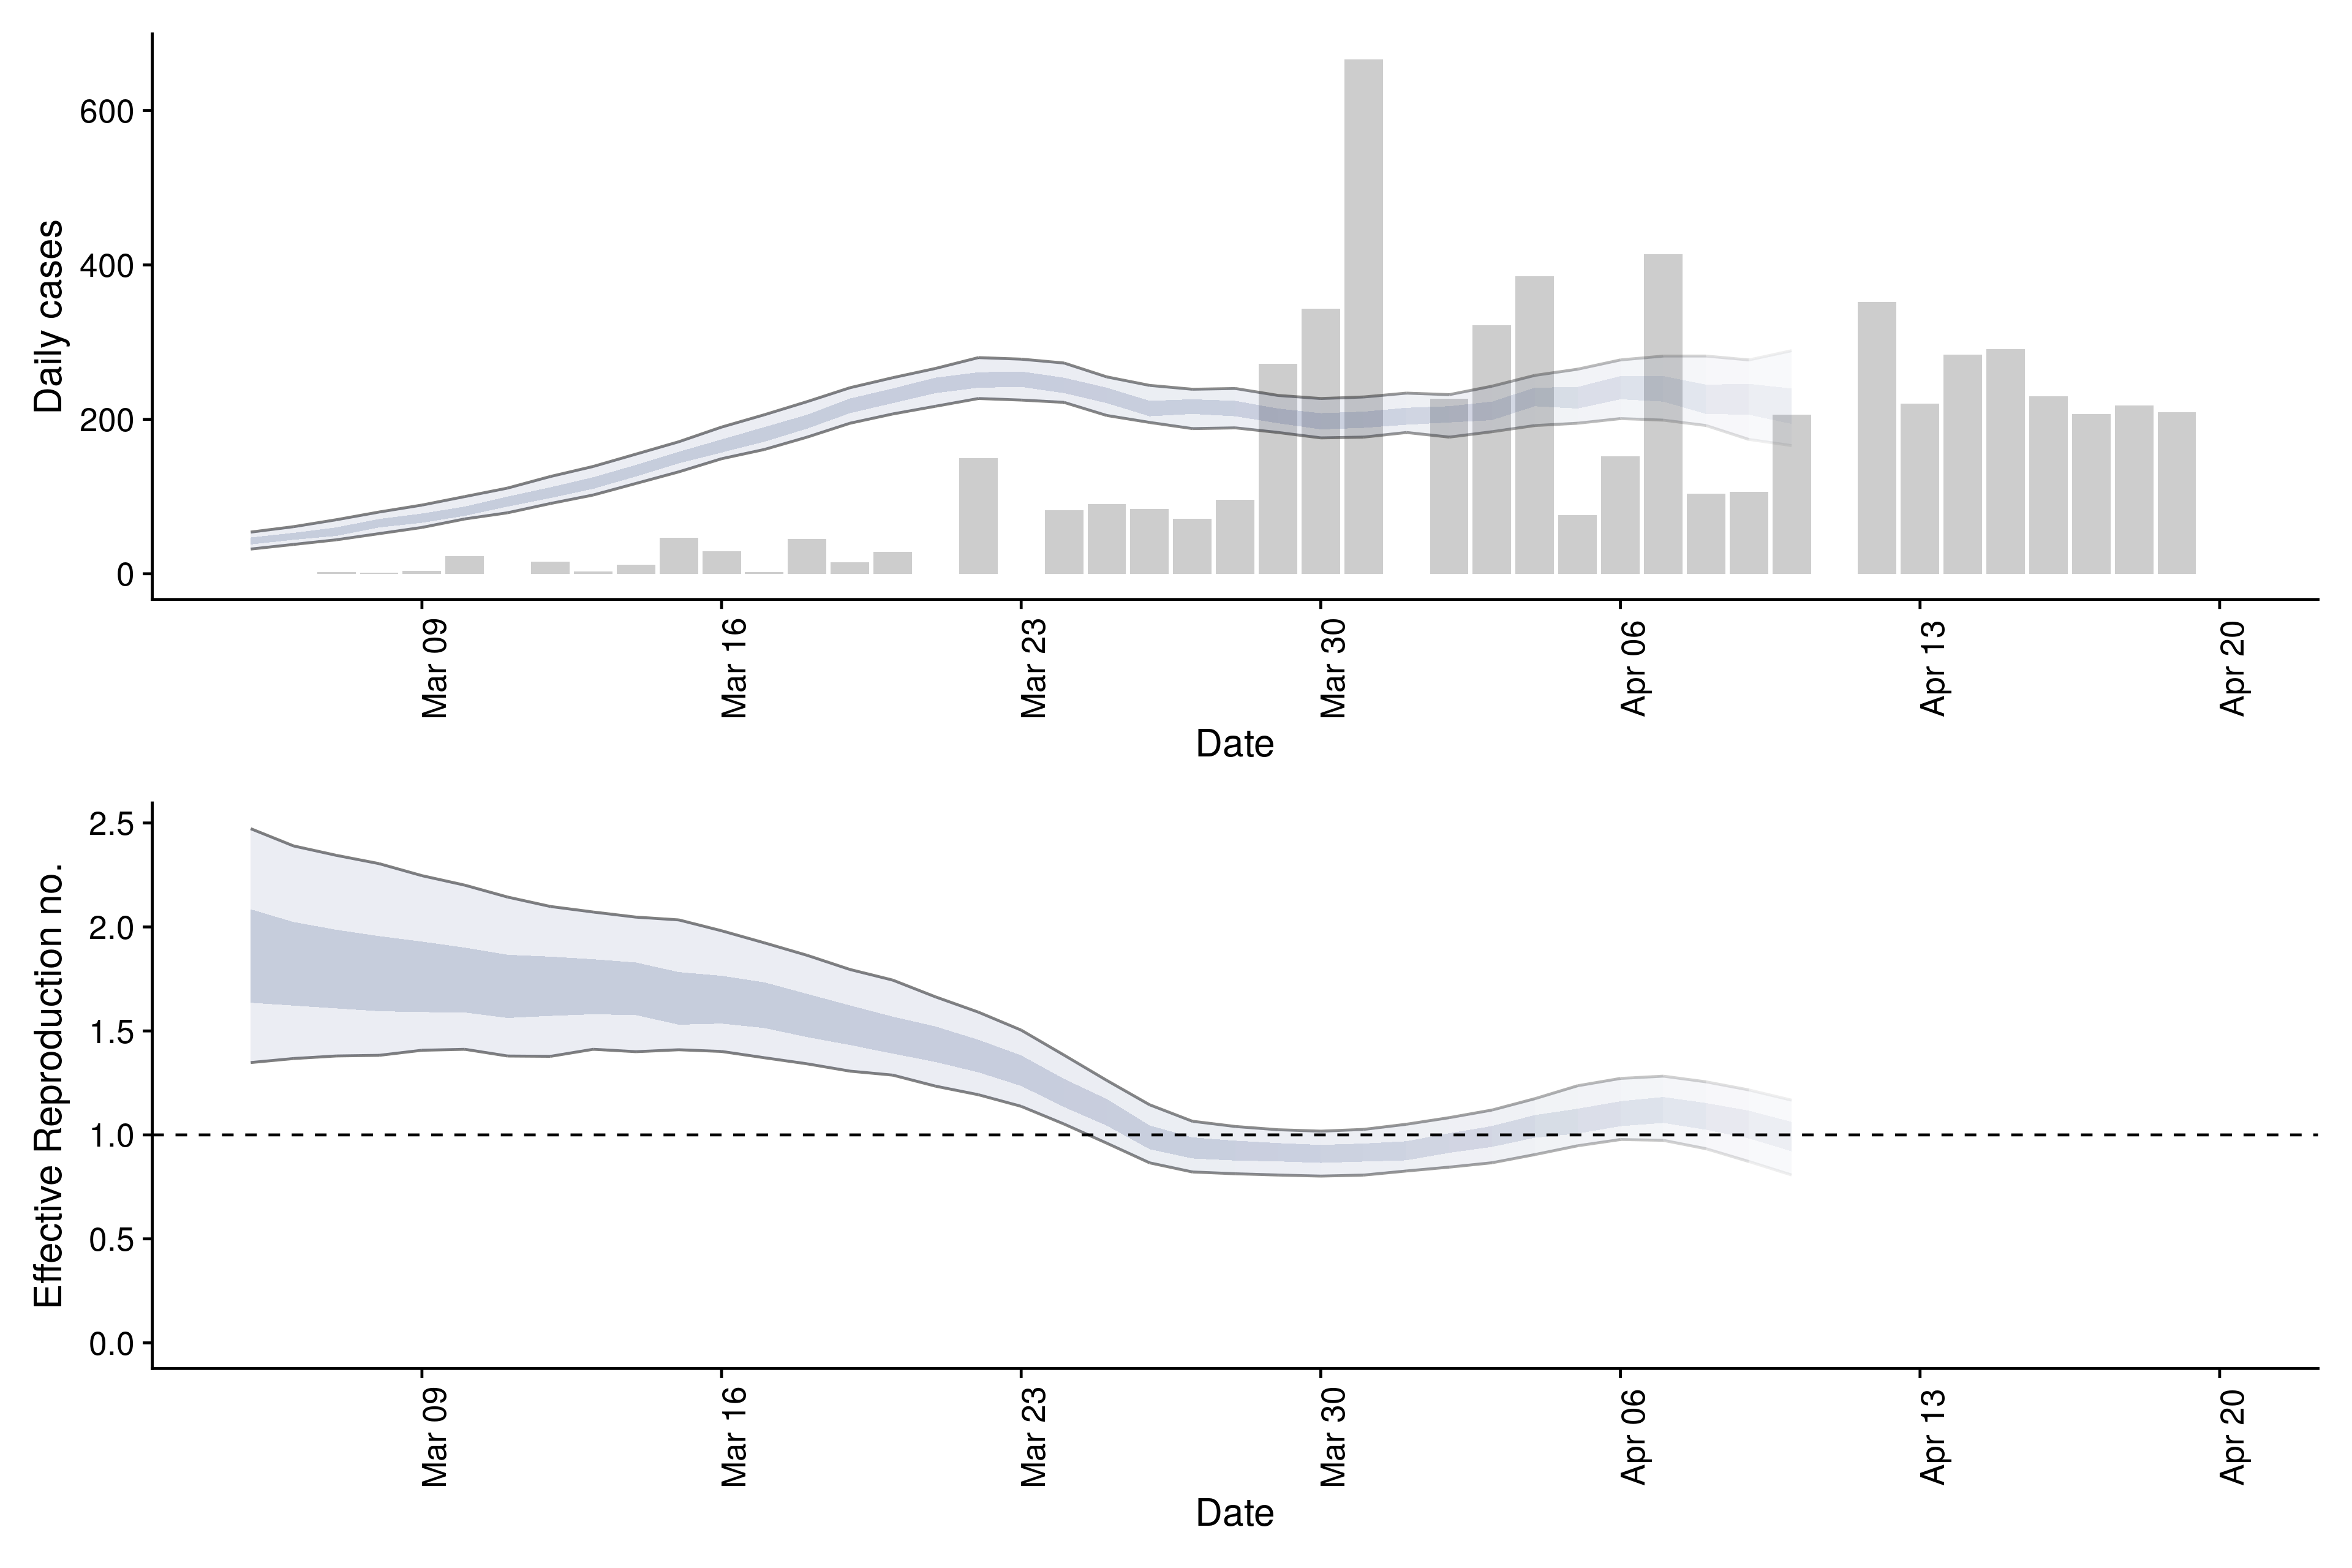 Daily cases
600
400
200
0
Mar 09
Mar 16
Mar 23
Mar 30
Apr 06
Apr 13
Apr 20
Date
Effective Reproduction no.
2.5
2.0
1.5
1.0
0.5
0.0
Mar 09
Mar 16
Mar 23
Mar 30
Apr 06
Apr 13
Apr 20
Date